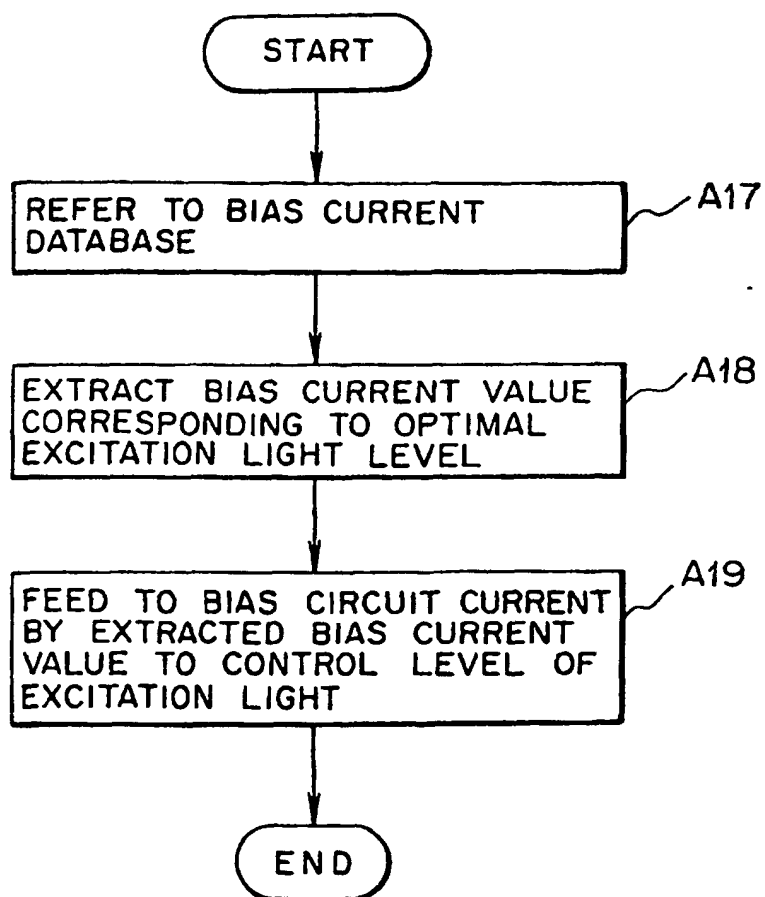 START
REFER TO BIAS CURRENT
DATABASE
A17
EXTRACT BIAS CURRENT VALUE
CORRESPONDING TO OPTIMAL
EXCITATION LIGHT LEVEL
A18
FEED TO BIAS CIRCUIT CURRENT
BY EXTRACTED BIAS CURRENT
VALUE TO CONTROL LEVEL OF
EXCITATION LIGHT
A19
END